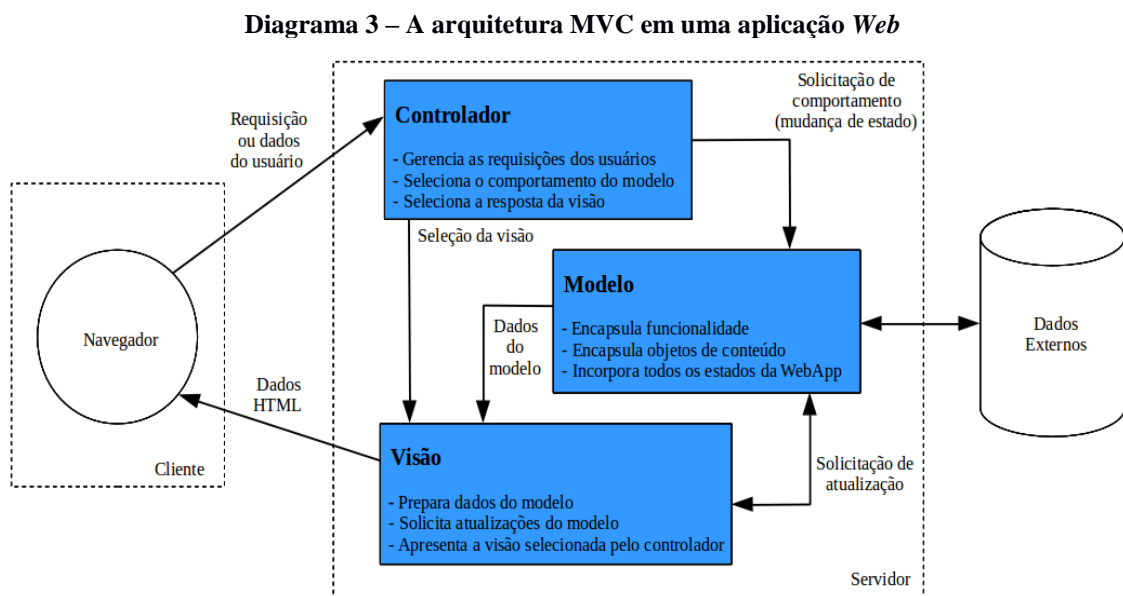 Diagrama 3 – A arquitetura MVC em uma aplicação Web
Requisição
ou dados
do usuário
Controlador
- Gerencia as requisições dos usuários
- Seleciona o comportamento do modelo
- Seleciona a resposta da visão
Solicitação de
comportamento
(mudança de estado)
Seleção da visão
Navegador
Cliente
Dados
HTML
Dados
do
modelo
Modelo
- Encapsula funcionalidade
- Encapsula objetos de conteúdo
- Incorpora todos os estados da WebApp
Dados
Externos
Visão
- Prepara dados do modelo
- Solicita atualizações do modelo
- Apresenta a visão selecionada pelo controlador
Solicitação de
atualização
Servidor